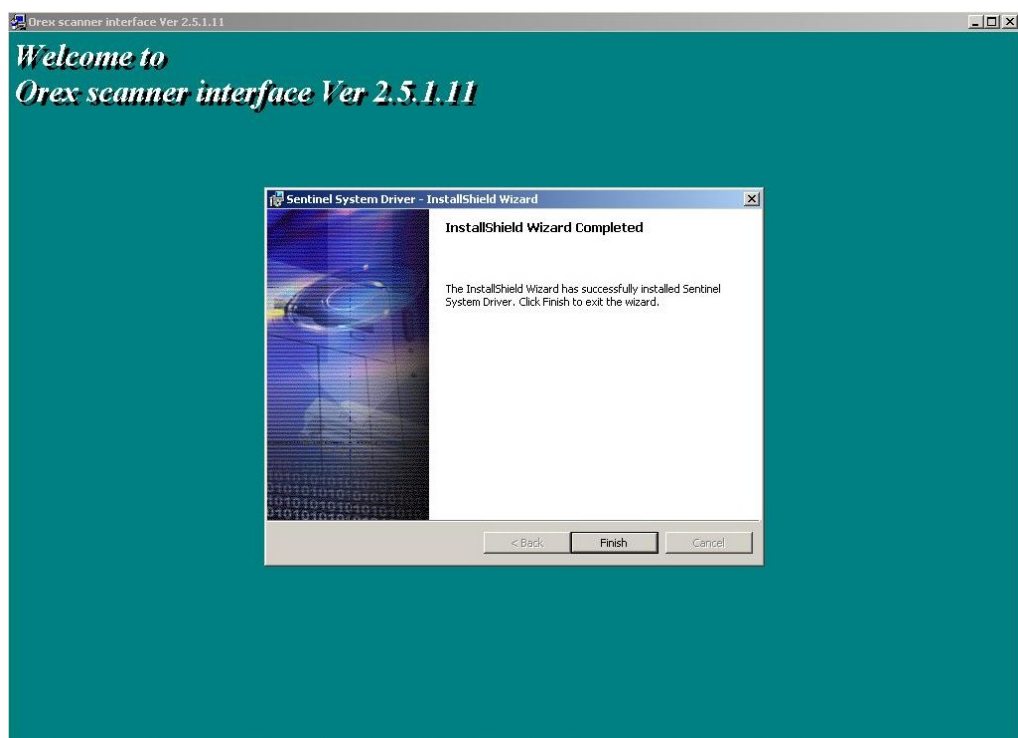 Orex scanner interface Ver 2.5.1.11
Welcome to
Orex scanner interface Ver 2.5.1.11
Sentinel System Driver - InstallShield Wizard
InstallShield Wizard Completed
The InstallShield Wizard has successfully installed Sentinel
System Driver. Click Finish to exit the wizard.
< Back Finish Cancel